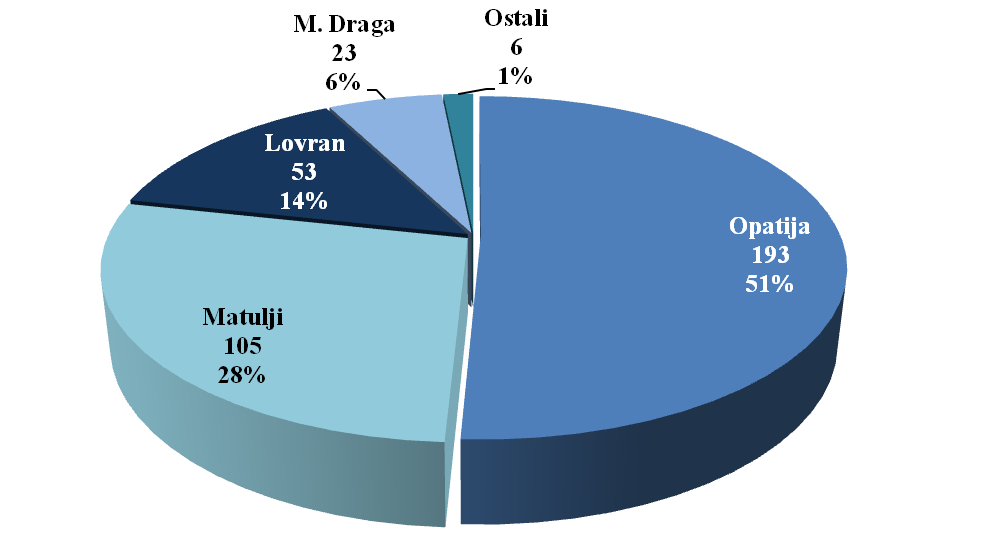 M. Draga
23
6%
Ostali
6
1%
Lovran
53
14%
Opatija
193
51%
Matulji
105
28%